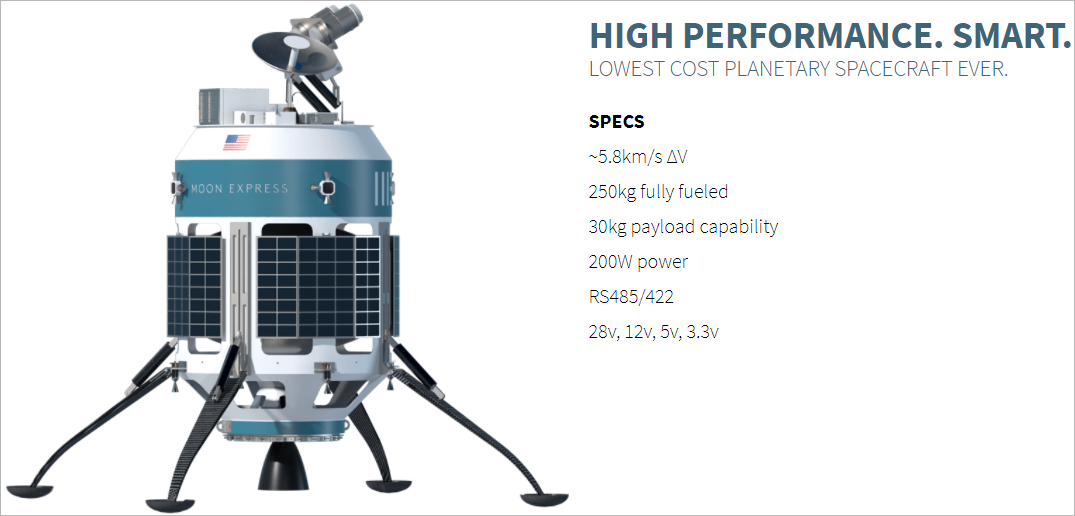 MOON EXPRESS
HIGH PERFORMANCE. SMART.
LOWEST COST PLANETARY SPACECRAFT EVER.
SPECS
~5.8km/s ΔV
250kg fully fueled
30kg payload capability
200W power
RS485/422
28v, 12v, 5v, 3.3v